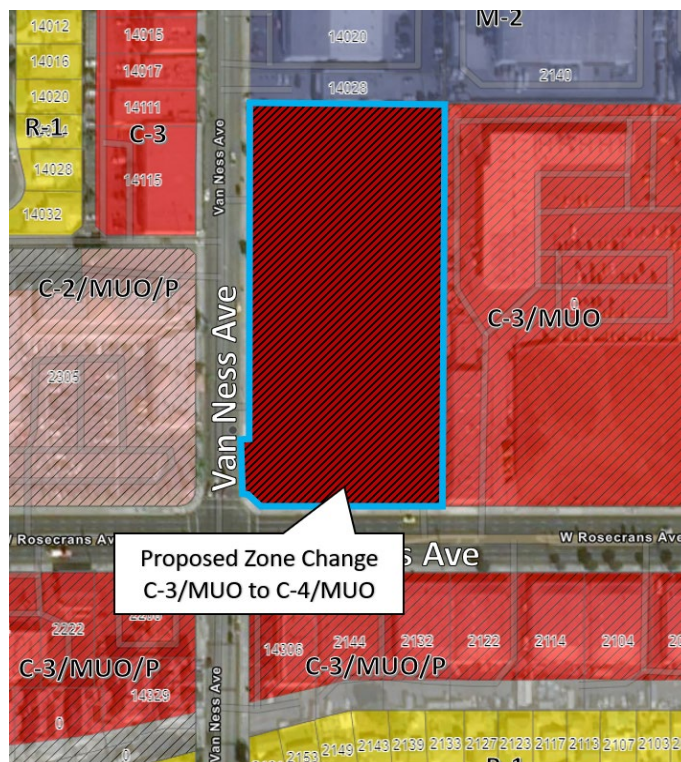 14012
14015
14020
M-2
14016
14017
14028
2140
14020
14111
R-1
C-3
14028
14115
14032
Van Ness Ave
C-2/MUO/P
0
C-3/MUO
2305
Van Ness Ave
W Rosecrans Ave
Proposed Zone Change
C-3/MUO to C-4/MUO
s Ave
2222
2144
2132
2122
2114
2104
14306
C-3/MUO/P
C-3/MUO/P
14329
0
0
Van Ness Ave
2153
2149
2143
2139
2133
2127
2123
2117
2113
2107
2103